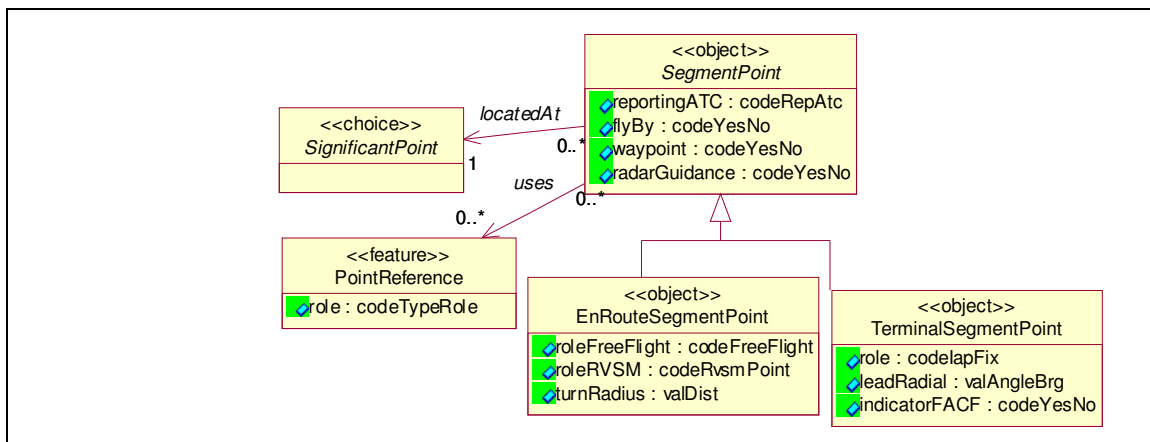 <<object>>
SegmentPoint
reportingATC : codeRepAtc
flyBy : codeYesNo
waypoint : codeYesNo
radarGuidance : codeYesNo
locatedAt
0..*
1
<<choice>>
SignificantPoint
uses
0..*
0..*
<<feature>>
PointReference
role : codeTypeRole
<<object>>
EnRouteSegmentPoint
roleFreeFlight : codeFreeFlight
roleRVSM : codeRvsmPoint
turnRadius : valDist
<<object>>
TerminalSegmentPoint
role : codeIapFix
leadRadial : valAngleBrg
indicatorFACF : codeYesNo